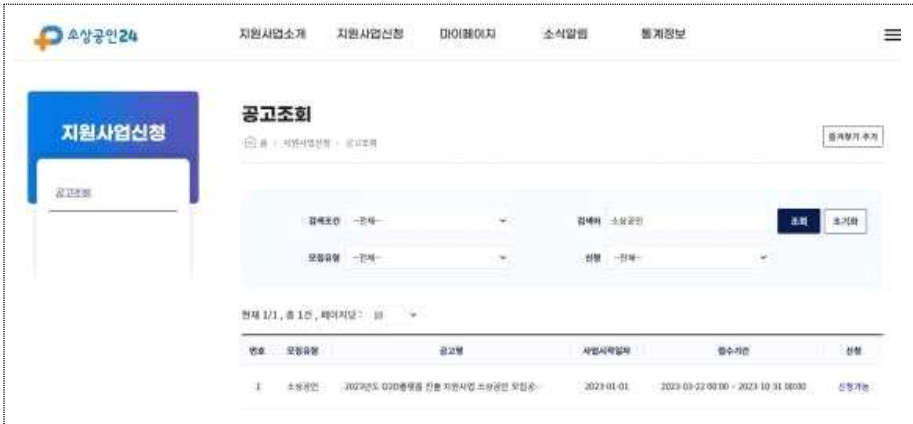 소상공인24
지원사업소개 지원사업신청 마이페이지 소식알림 통계정보
지원사업신청
공고조회
공고조회
홈 > 지원사업신청 > 공고조회
즐겨찾기 추가
검색조건 --전체-- 검색어 소상공인 조회 초기화
모집유형 --전체-- 신청 --전체--
현재 1/1 , 총 1건 , 페이지당 : 10
번호 모집유형 공고명 사업시작일자 접수기간 신청
1 소상공인 2023년도 O2O플랫폼 진출 지원사업 소상공인 모집공… 2023-01-01 2023-03-22 00:00 ~ 2023-10-31 00:00 신청가능